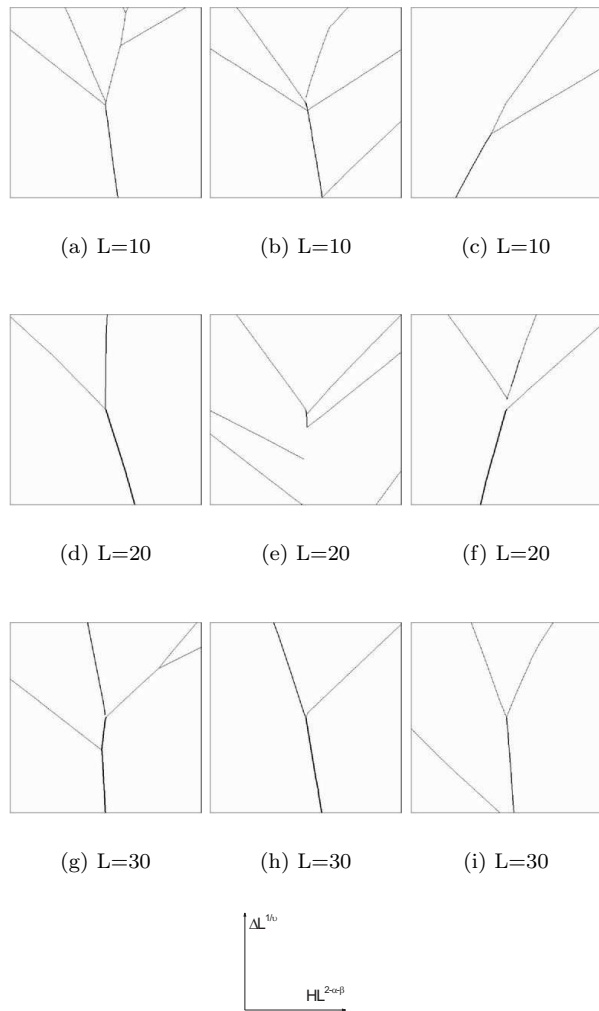 (a) L=10
(b) L=10
(c) L=10
(d) L=20
(e) L=20
(f) L=20
(g) L=30
(h) L=30
(i) L=30
ΔL^{1/υ}
HL^{2-α-β}